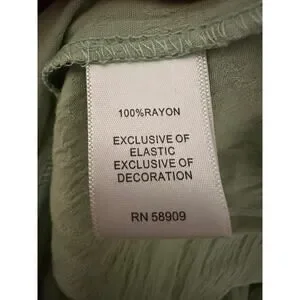 100%RAYON
EXCLUSIVE OF
ELASTIC
EXCLUSIVE OF
DECORATION
RN 58909